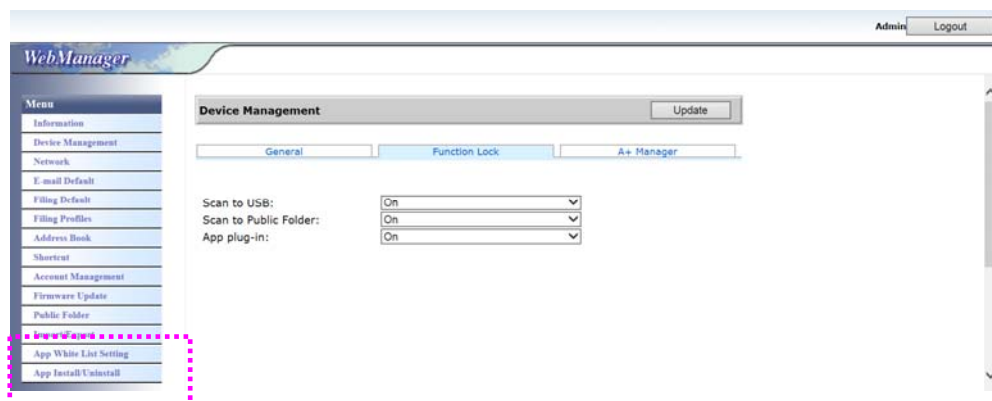 Admin Logout
WebManager
Menu
Information
Device Management
Network
E-mail Default
Filing Default
Filing Profiles
Address Book
Shortcut
Account Management
Firmware Update
Public Folder
Import/Export
App White List Setting
App Install/Uninstall
Device Management Update
General Function Lock A+ Manager
Scan to USB: On
Scan to Public Folder: On
App plug-in: On